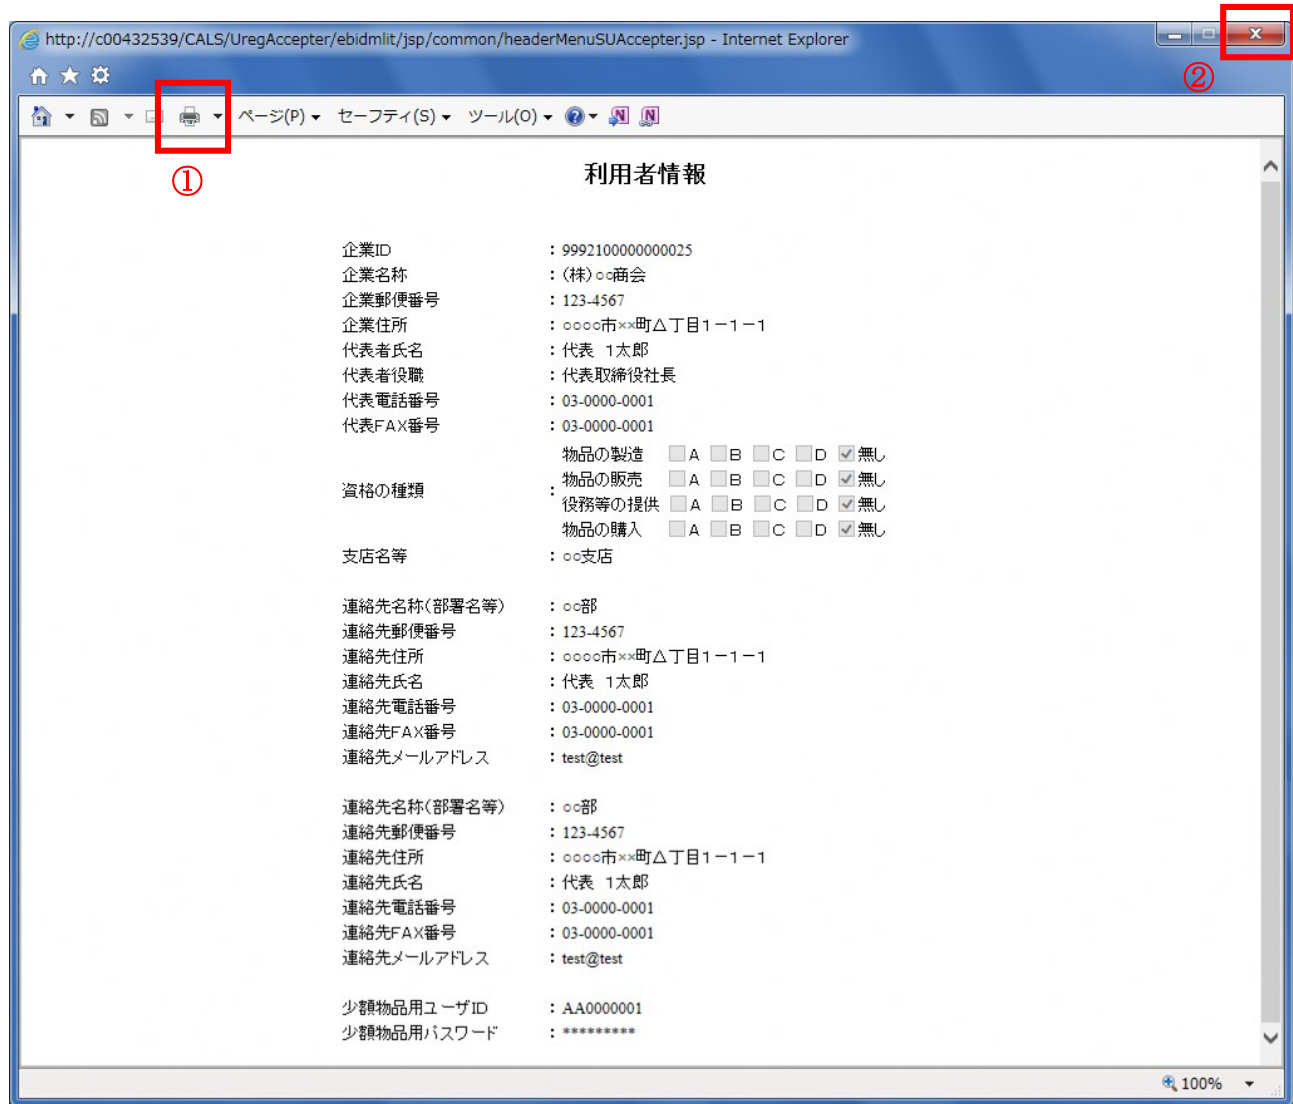 http://c00432539/CALS/UregAccepter/ebidmlit/jsp/common/headerMenuSUAccepter.jsp - Internet Explorer
②
ページ(P) セーフティ(S) ツール(O)
①
利用者情報
企業ID : 9992100000000025
企業名称 : (株)○○商会
企業郵便番号 : 123-4567
企業住所 : ○○○○市××町△丁目1-1-1
代表者氏名 : 代表 1太郎
代表者役職 : 代表取締役社長
代表電話番号 : 03-0000-0001
代表FAX番号 : 03-0000-0001
資格の種類 :
物品の製造 A B C D 無し
物品の販売 A B C D 無し
役務等の提供 A B C D 無し
物品の購入 A B C D 無し
支店名等 : ○○支店
連絡先名称(部署名等) : ○○部
連絡先郵便番号 : 123-4567
連絡先住所 : ○○○○市××町△丁目1-1-1
連絡先氏名 : 代表 1太郎
連絡先電話番号 : 03-0000-0001
連絡先FAX番号 : 03-0000-0001
連絡先メールアドレス : test@test
連絡先名称(部署名等) : ○○部
連絡先郵便番号 : 123-4567
連絡先住所 : ○○○○市××町△丁目1-1-1
連絡先氏名 : 代表 1太郎
連絡先電話番号 : 03-0000-0001
連絡先FAX番号 : 03-0000-0001
連絡先メールアドレス : test@test
少額物品用ユーザID : AA0000001
少額物品用パスワード : *********
100%